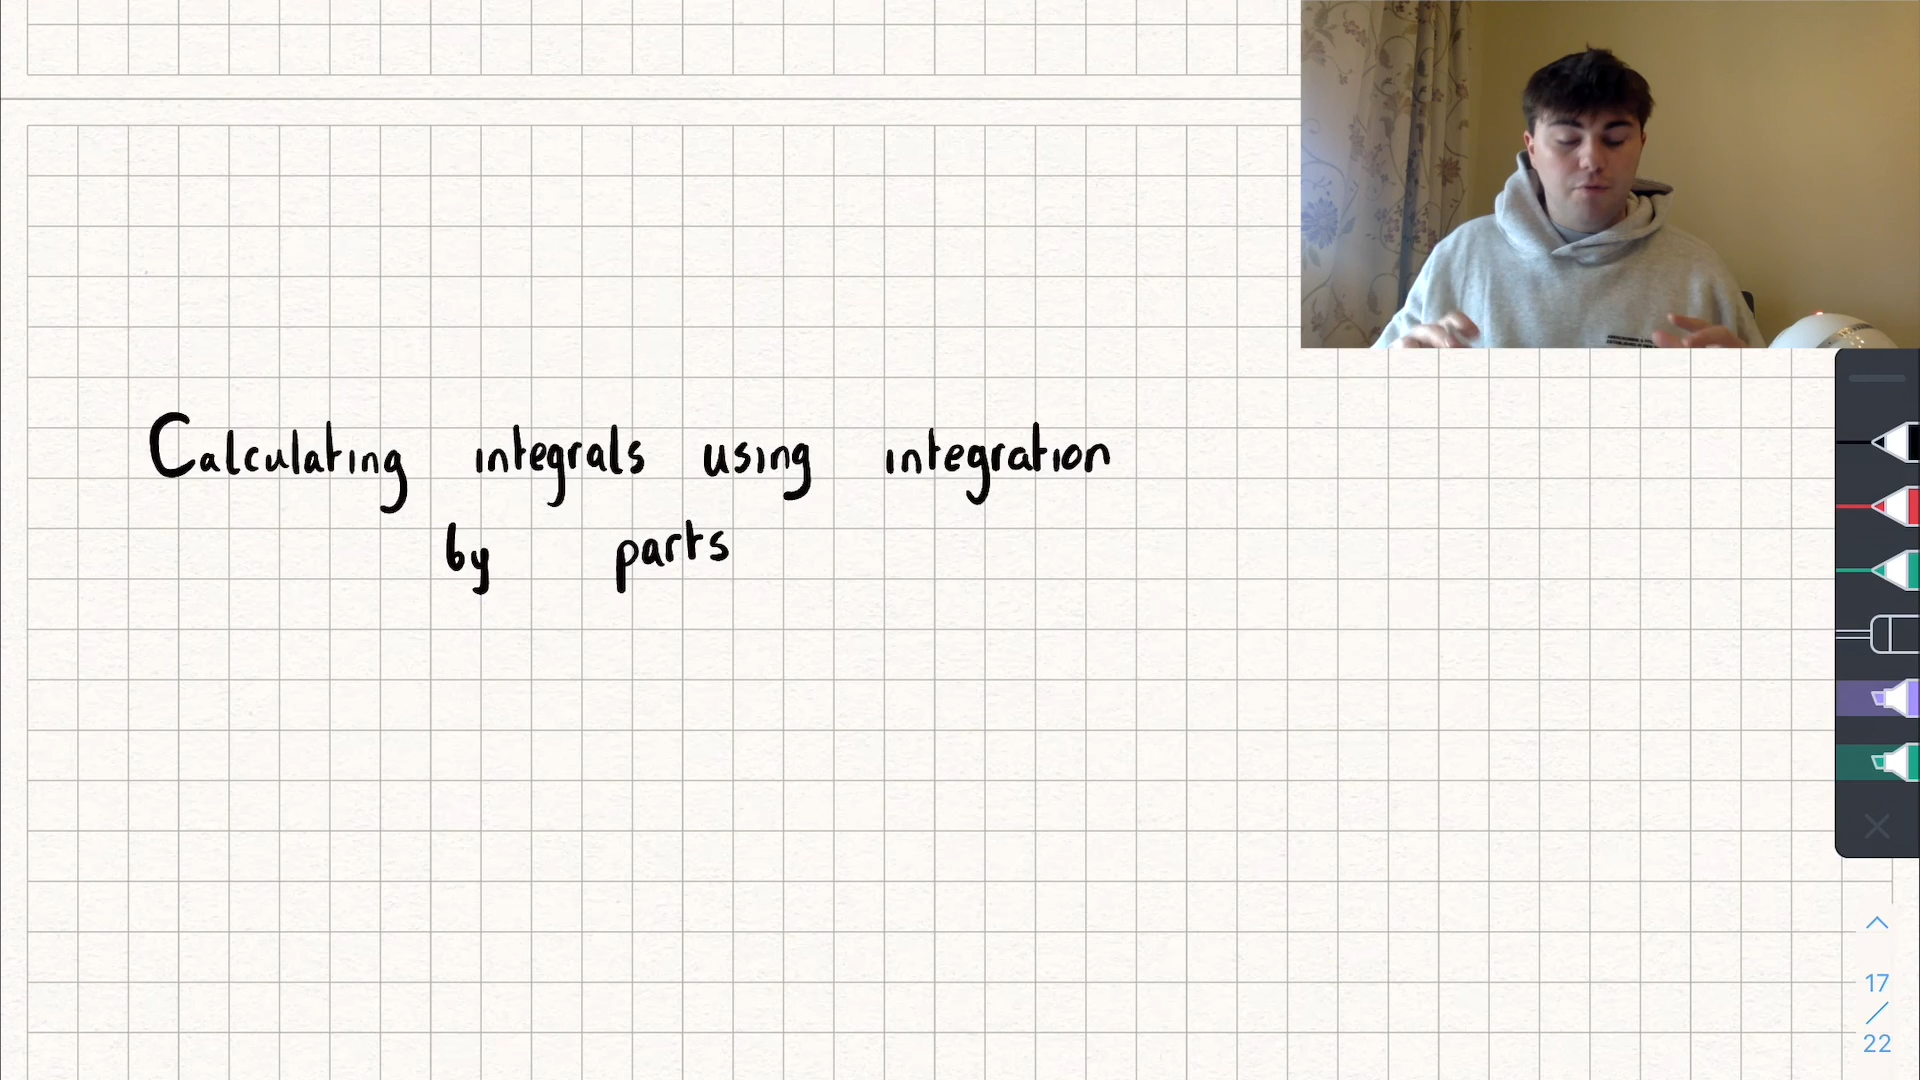 Calculating integrals using integration
by parts
17
/
22